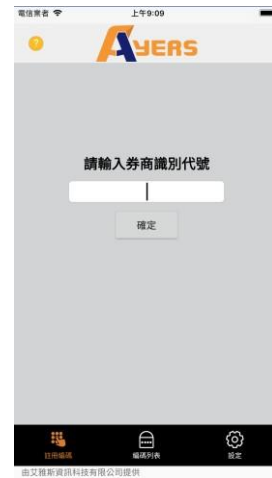 電信業者 上午9:09
?
AYERS
請輸入券商識別代號
確定
註冊編碼 編碼列表 設定
由艾雅斯資訊科技有限公司提供